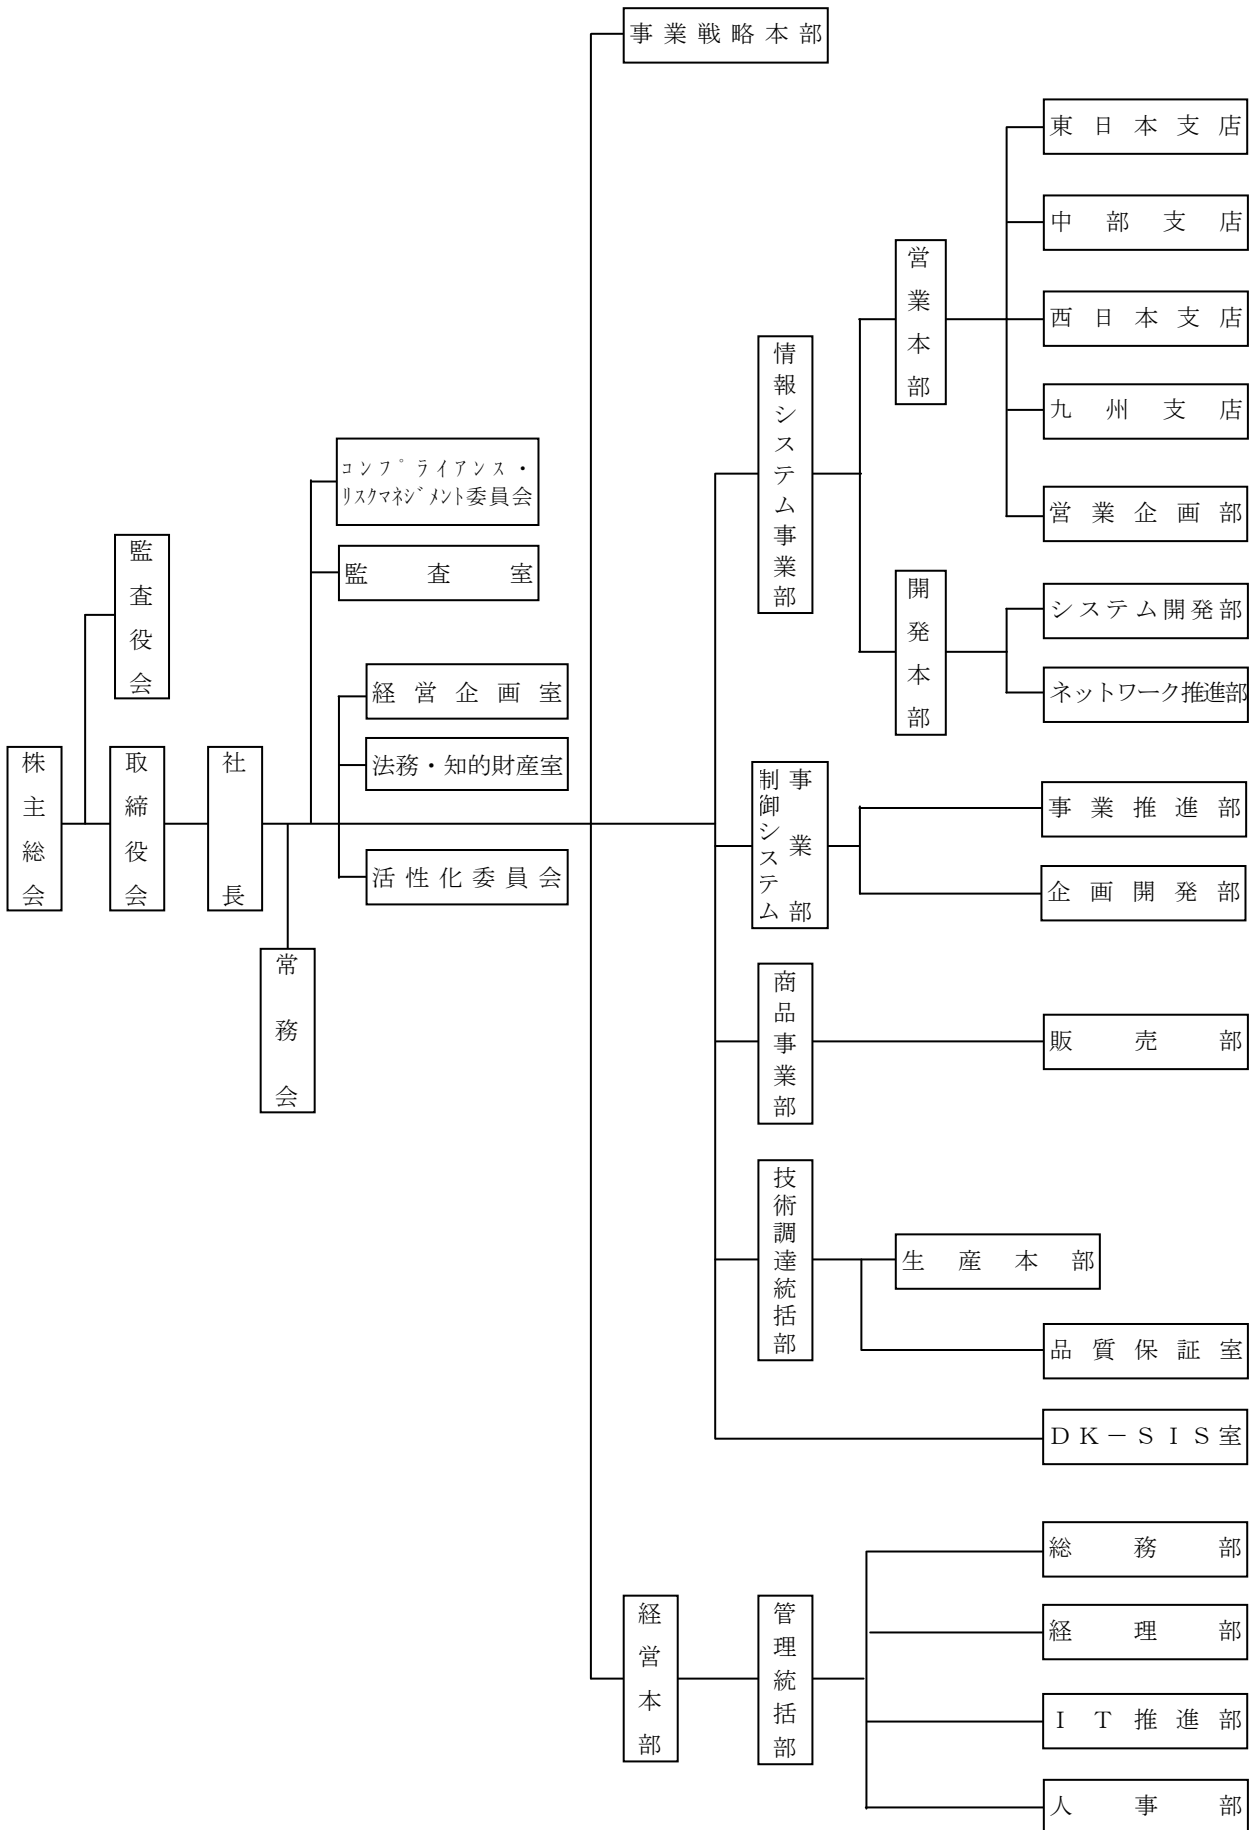 事業戦略本部
東日本支店
中部支店
西日本支店
九州支店
営業企画部
営業本部
情報システム事業部
開発本部
システム開発部
ネットワーク推進部
コンプライアンス・
リスクマネジメント委員会
監査室
監査役会
経営企画室
法務・知的財産室
活性化委員会
株主総会
取締役会
社長
常務会
制御システム
事業部
事業推進部
企画開発部
商品事業部
販売部
技術調達統括部
生産本部
品質保証室
DK-SIS室
経営本部
管理統括部
総務部
経理部
IT推進部
人事部